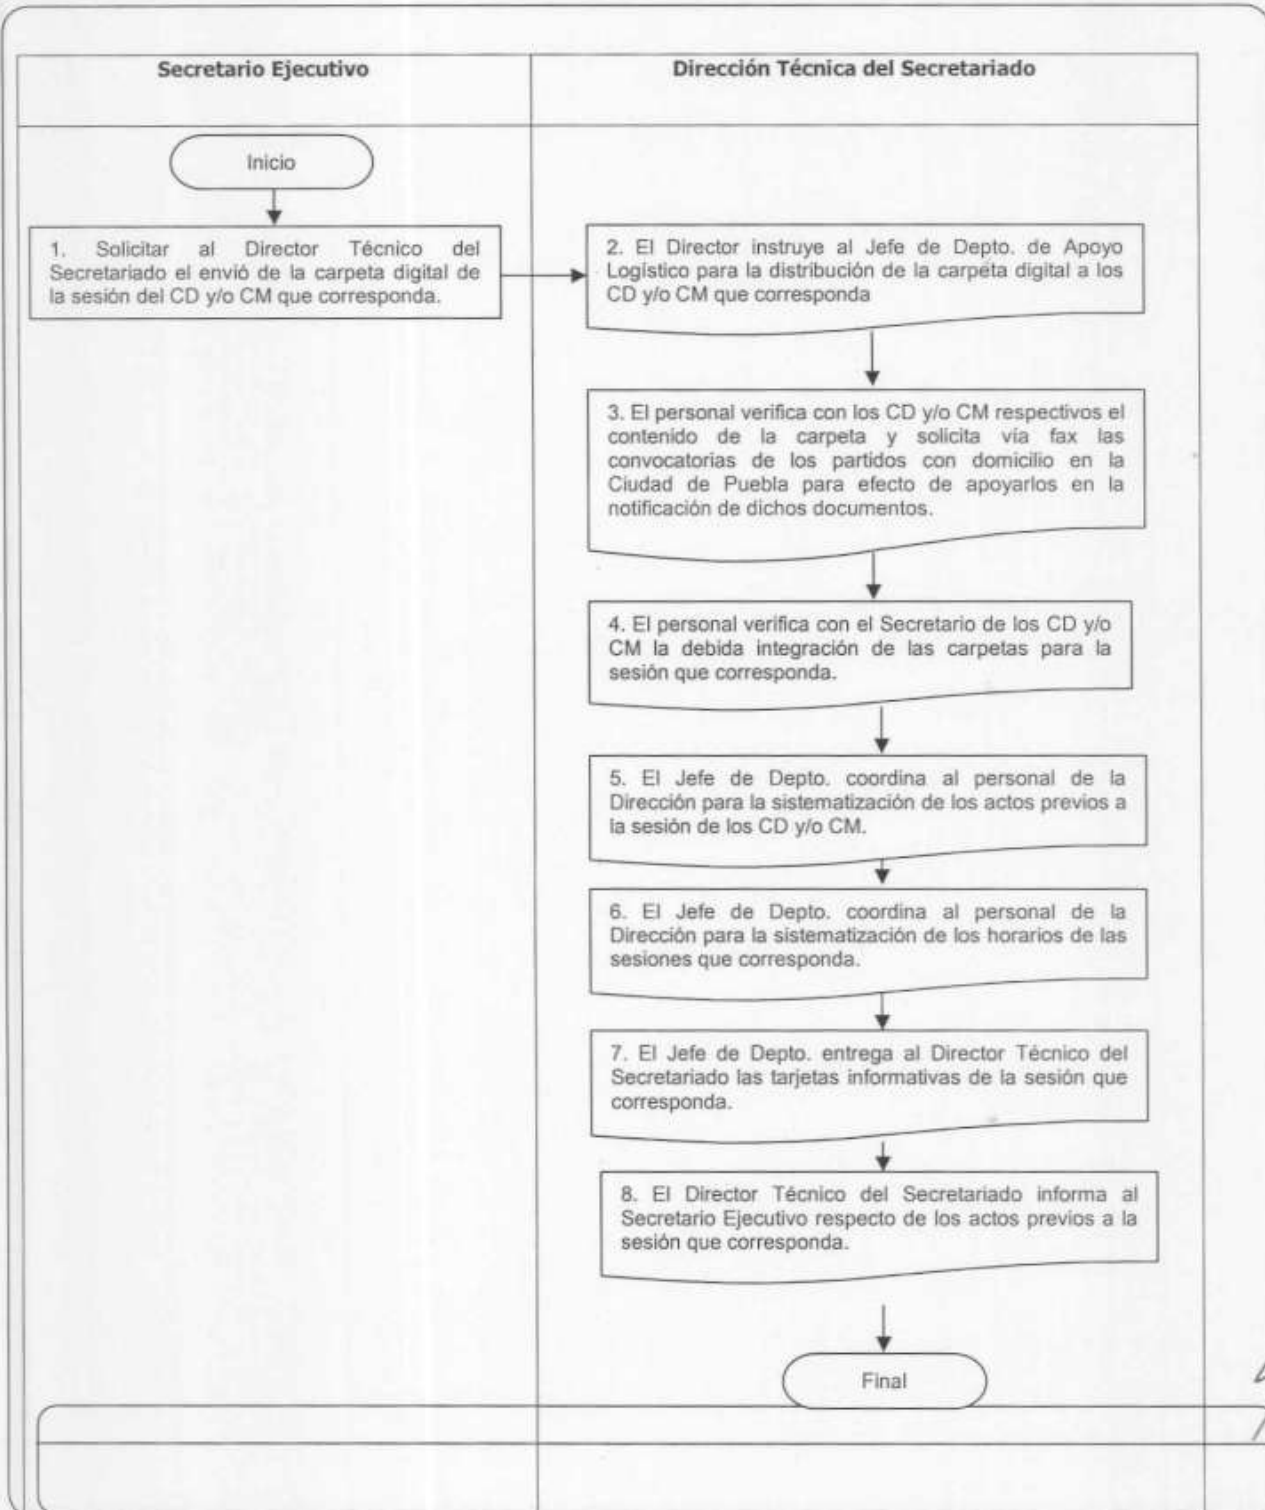 Secretario Ejecutivo
Dirección Técnica del Secretariado
Inicio
1. Solicitar al Director Técnico del
Secretariado el envió de la carpeta digital de
la sesión del CD y/o CM que corresponda.
2. El Director instruye al Jefe de Depto. de Apoyo
Logístico para la distribución de la carpeta digital a los
CD y/o CM que corresponda
3. El personal verifica con los CD y/o CM respectivos el
contenido de la carpeta y solicita vía fax las
convocatorias de los partidos con domicilio en la
Ciudad de Puebla para efecto de apoyarlos en la
notificación de dichos documentos.
4. El personal verifica con el Secretario de los CD y/o
CM la debida integración de las carpetas para la
sesión que corresponda.
5. El Jefe de Depto. coordina al personal de la
Dirección para la sistematización de los actos previos a
la sesión de los CD y/o CM.
6. El Jefe de Depto. coordina al personal de la
Dirección para la sistematización de los horarios de las
sesiones que corresponda.
7. El Jefe de Depto. entrega al Director Técnico del
Secretariado las tarjetas informativas de la sesión que
corresponda.
8. El Director Técnico del Secretariado informa al
Secretario Ejecutivo respecto de los actos previos a la
sesión que corresponda.
Final